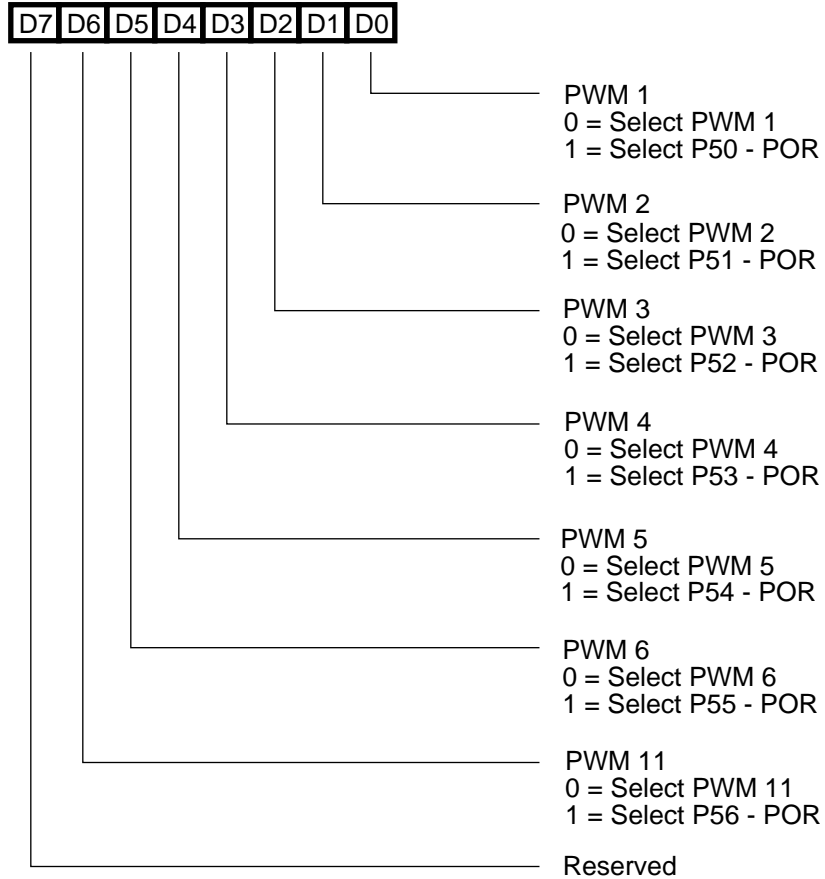 D7 D6 D5 D4 D3 D2 D1 D0
PWM 1
0 = Select PWM 1
1 = Select P50 - POR
PWM 2
0 = Select PWM 2
1 = Select P51 - POR
PWM 3
0 = Select PWM 3
1 = Select P52 - POR
PWM 4
0 = Select PWM 4
1 = Select P53 - POR
PWM 5
0 = Select PWM 5
1 = Select P54 - POR
PWM 6
0 = Select PWM 6
1 = Select P55 - POR
PWM 11
0 = Select PWM 11
1 = Select P56 - POR
Reserved